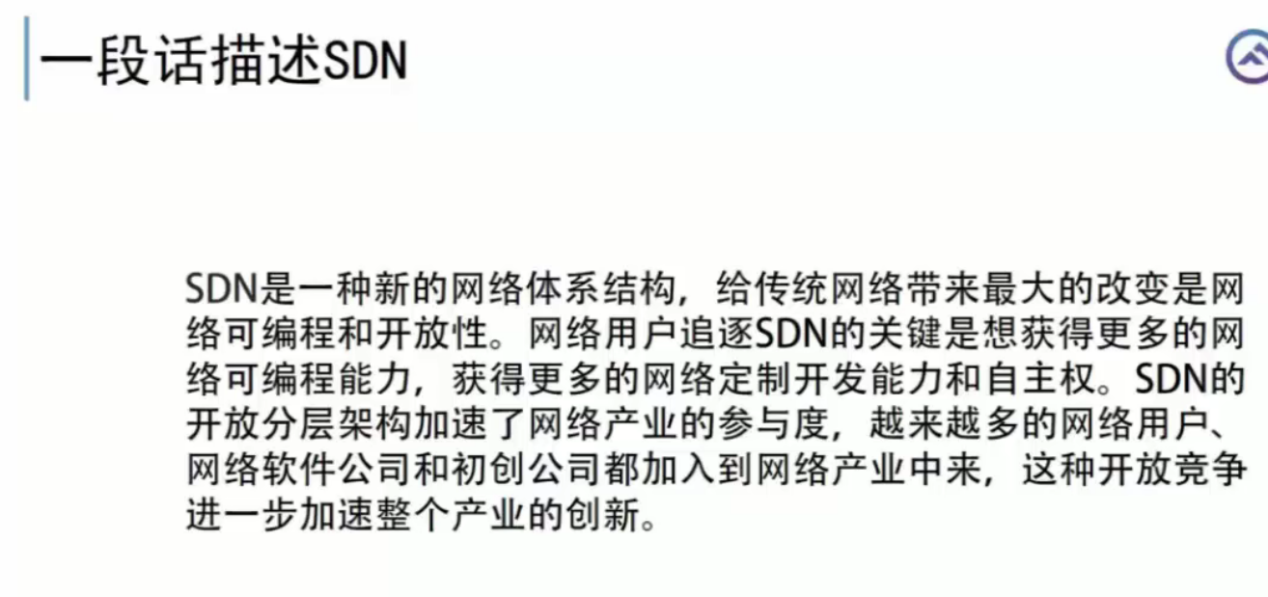 一段话描述SDN
SDN是一种新的网络体系结构，给传统网络带来最大的改变是网
络可编程和开放性。网络用户追逐SDN的关键是想获得更多的网
络可编程能力，获得更多的网络定制开发能力和自主权。SDN的
开放分层架构加速了网络产业的参与度，越来越多的网络用户、
网络软件公司和初创公司都加入到网络产业中来，这种开放竞争
进一步加速整个产业的创新。